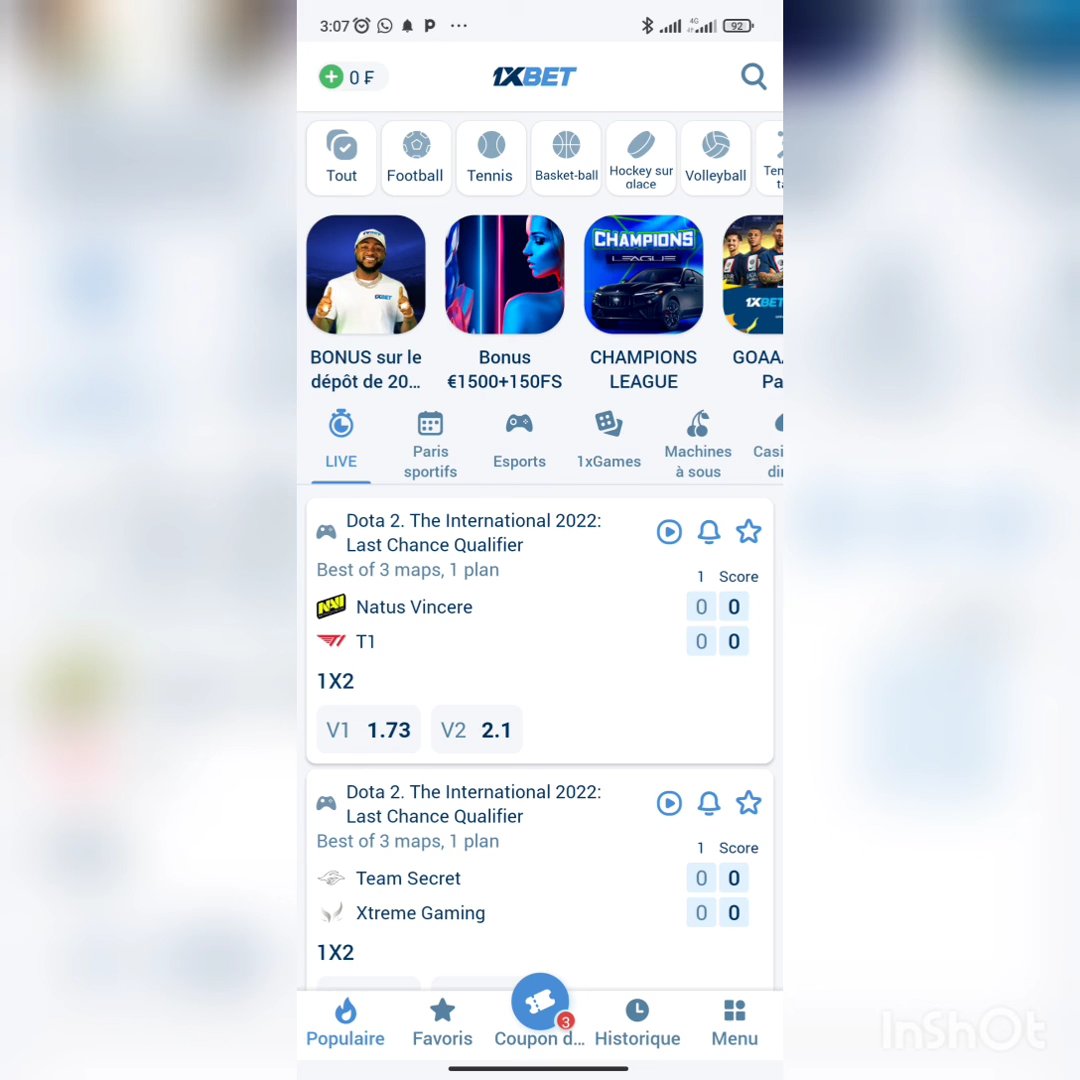 3:07
4G
92
0 ₣
1XBET
Tout
Football
Tennis
Basket-ball
Hockey sur
glace
Volleyball
CHAMPIONS
LEAGUE
1XBET
BONUS sur le
dépôt de 20...
Bonus
€1500+150FS
CHAMPIONS
LEAGUE
LIVE
Paris
sportifs
Esports
1xGames
Machines
à sous
Dota 2. The International 2022:
Last Chance Qualifier
Best of 3 maps, 1 plan
1 Score
Natus Vincere 0 0
T1 0 0
1X2
V1 1.73 V2 2.1
Dota 2. The International 2022:
Last Chance Qualifier
Best of 3 maps, 1 plan
1 Score
Team Secret 0 0
Xtreme Gaming 0 0
1X2
3
Populaire
Favoris
Coupon d...
Historique
Menu
InShOt